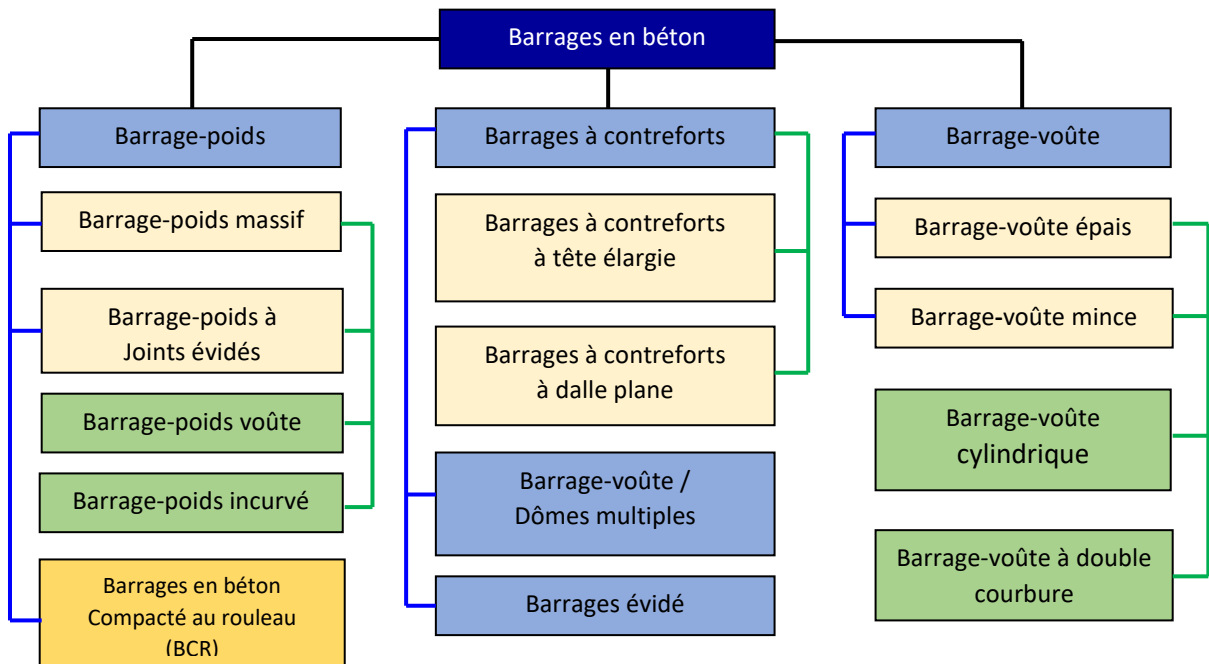 Barrages en béton
Barrage-poids
Barrage-poids massif
Barrage-poids à
Joints évidés
Barrage-poids voûte
Barrage-poids incurvé
Barrages en béton
Compacté au rouleau
(BCR)
Barrages à contreforts
Barrages à contreforts
à tête élargie
Barrages à contreforts
à dalle plane
Barrage-voûte /
Dômes multiples
Barrages évidé
Barrage-voûte
Barrage-voûte épais
Barrage-voûte mince
Barrage-voûte
cylindrique
Barrage-voûte à double
courbure